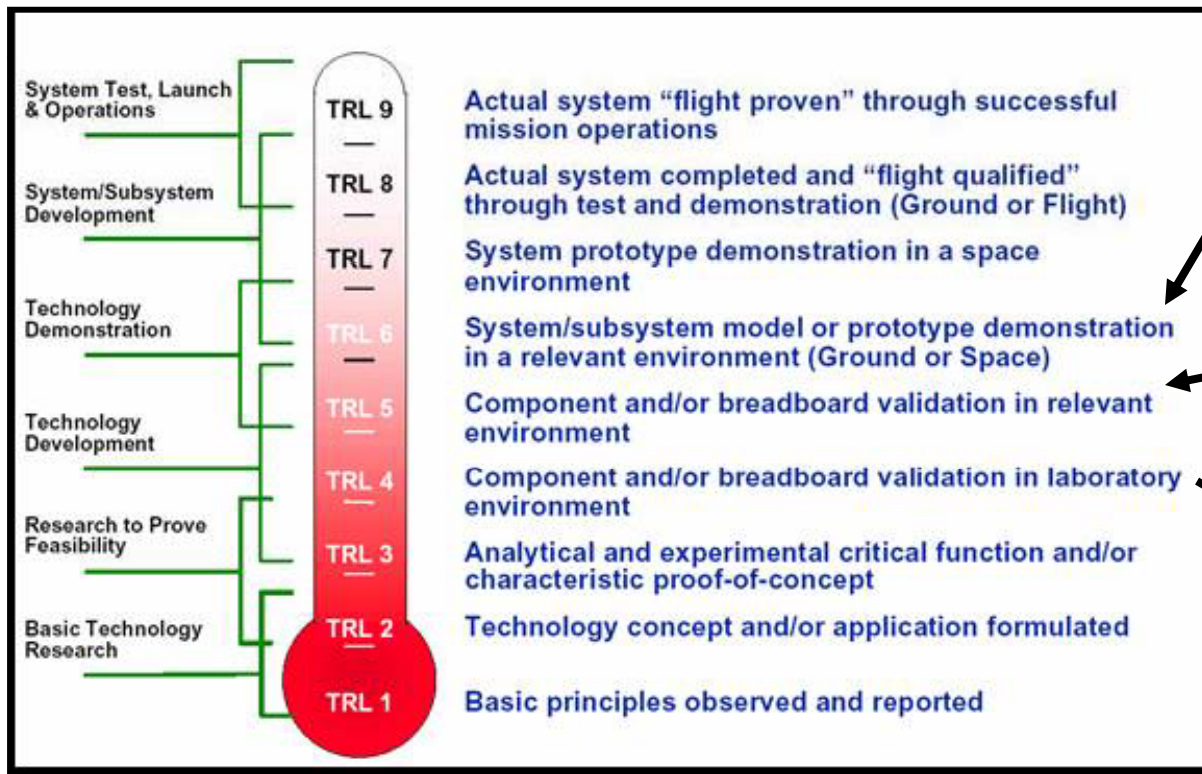 System Test, Launch
& Operations
System/Subsystem
Development
Technology
Demonstration
Technology
Development
Research to Prove
Feasibility
Basic Technology
Research
TRL 9
TRL 8
TRL 7
TRL 6
TRL 5
TRL 4
TRL 3
TRL 2
TRL 1
Actual system “flight proven” through successful
mission operations
Actual system completed and “flight qualified”
through test and demonstration (Ground or Flight)
System prototype demonstration in a space
environment
System/subsystem model or prototype demonstration
in a relevant environment (Ground or Space)
Component and/or breadboard validation in relevant
environment
Component and/or breadboard validation in laboratory
environment
Analytical and experimental critical function and/or
characteristic proof-of-concept
Technology concept and/or application formulated
Basic principles observed and reported